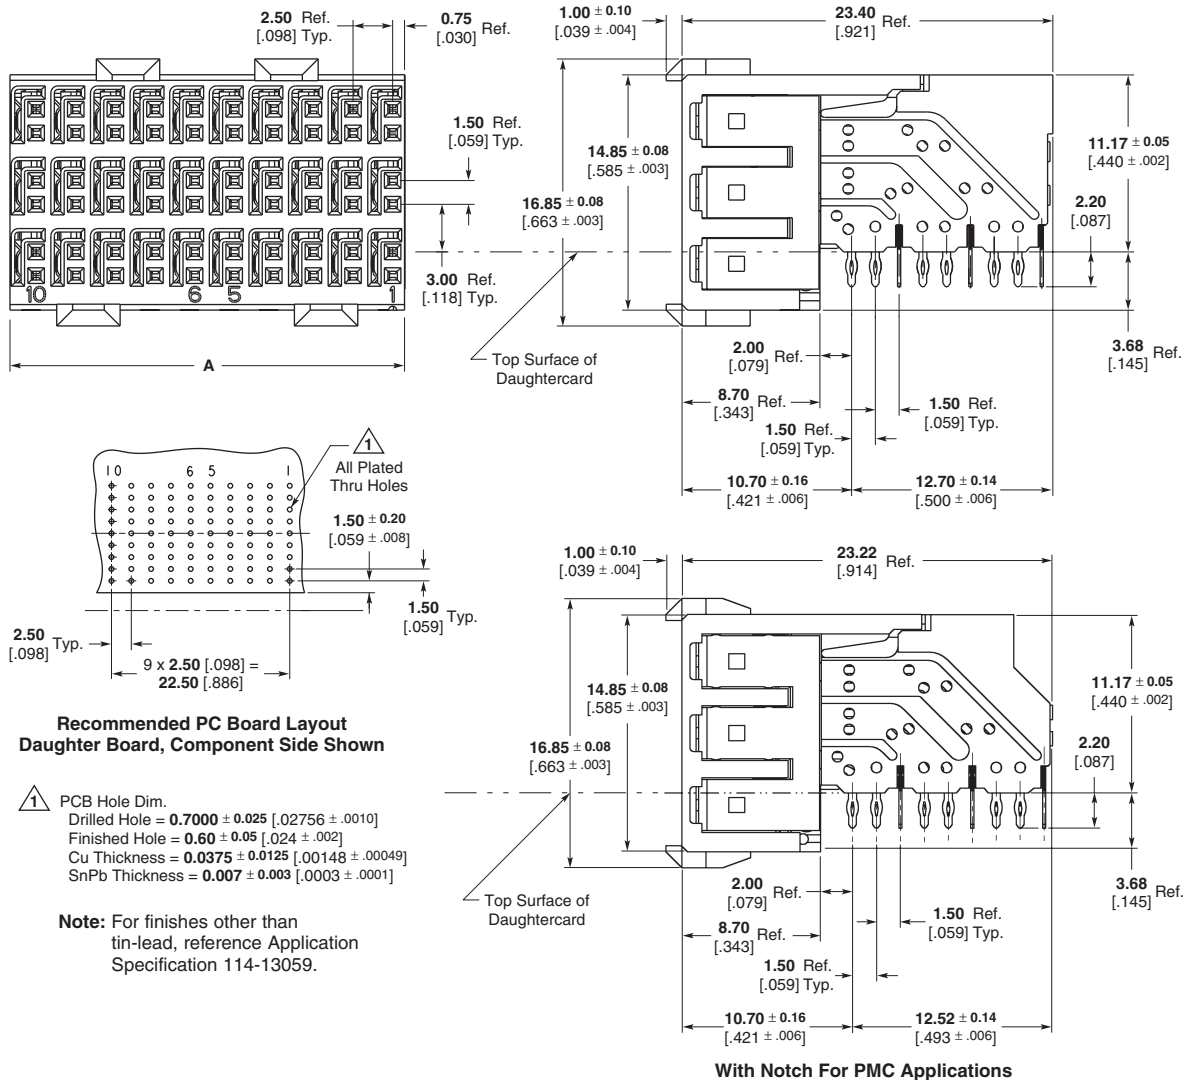 2.50 Ref.
[.098] Typ.
0.75
[.030] Ref.
1.50 Ref.
[.059] Typ.
3.00 Ref.
[.118] Typ.
10 6 5 1
A
1.00 ± 0.10
[.039 ± .004]
23.40
[.921] Ref.
14.85 ± 0.08
[.585 ± .003]
16.85 ± 0.08
[.663 ± .003]
11.17 ± 0.05
[.440 ± .002]
2.20
[.087]
Top Surface of
Daughtercard
2.00
[.079] Ref.
3.68
[.145] Ref.
8.70
[.343] Ref.
1.50 Ref.
[.059] Typ.
1.50 Ref.
[.059] Typ.
10.70 ± 0.16
[.421 ± .006]
12.70 ± 0.14
[.500 ± .006]
10 6 5 1
1
All Plated
Thru Holes
1.50 ± 0.20
[.059 ± .008]
1.50
[.059] Typ.
2.50
[.098] Typ.
9 x 2.50 [.098] =
22.50 [.886]
Recommended PC Board Layout
Daughter Board, Component Side Shown
1 PCB Hole Dim.
Drilled Hole = 0.7000 ± 0.025 [.02756 ± .0010]
Finished Hole = 0.60 ± 0.05 [.024 ± .002]
Cu Thickness = 0.0375 ± 0.0125 [.00148 ± .00049]
SnPb Thickness = 0.007 ± 0.003 [.0003 ± .0001]
Note: For finishes other than
tin-lead, reference Application
Specification 114-13059.
1.00 ± 0.10
[.039 ± .004]
23.22
[.914] Ref.
14.85 ± 0.08
[.585 ± .003]
16.85 ± 0.08
[.663 ± .003]
11.17 ± 0.05
[.440 ± .002]
2.20
[.087]
Top Surface of
Daughtercard
2.00
[.079] Ref.
3.68
[.145] Ref.
8.70
[.343] Ref.
1.50 Ref.
[.059] Typ.
1.50 Ref.
[.059] Typ.
10.70 ± 0.16
[.421 ± .006]
12.52 ± 0.14
[.493 ± .006]
With Notch For PMC Applications